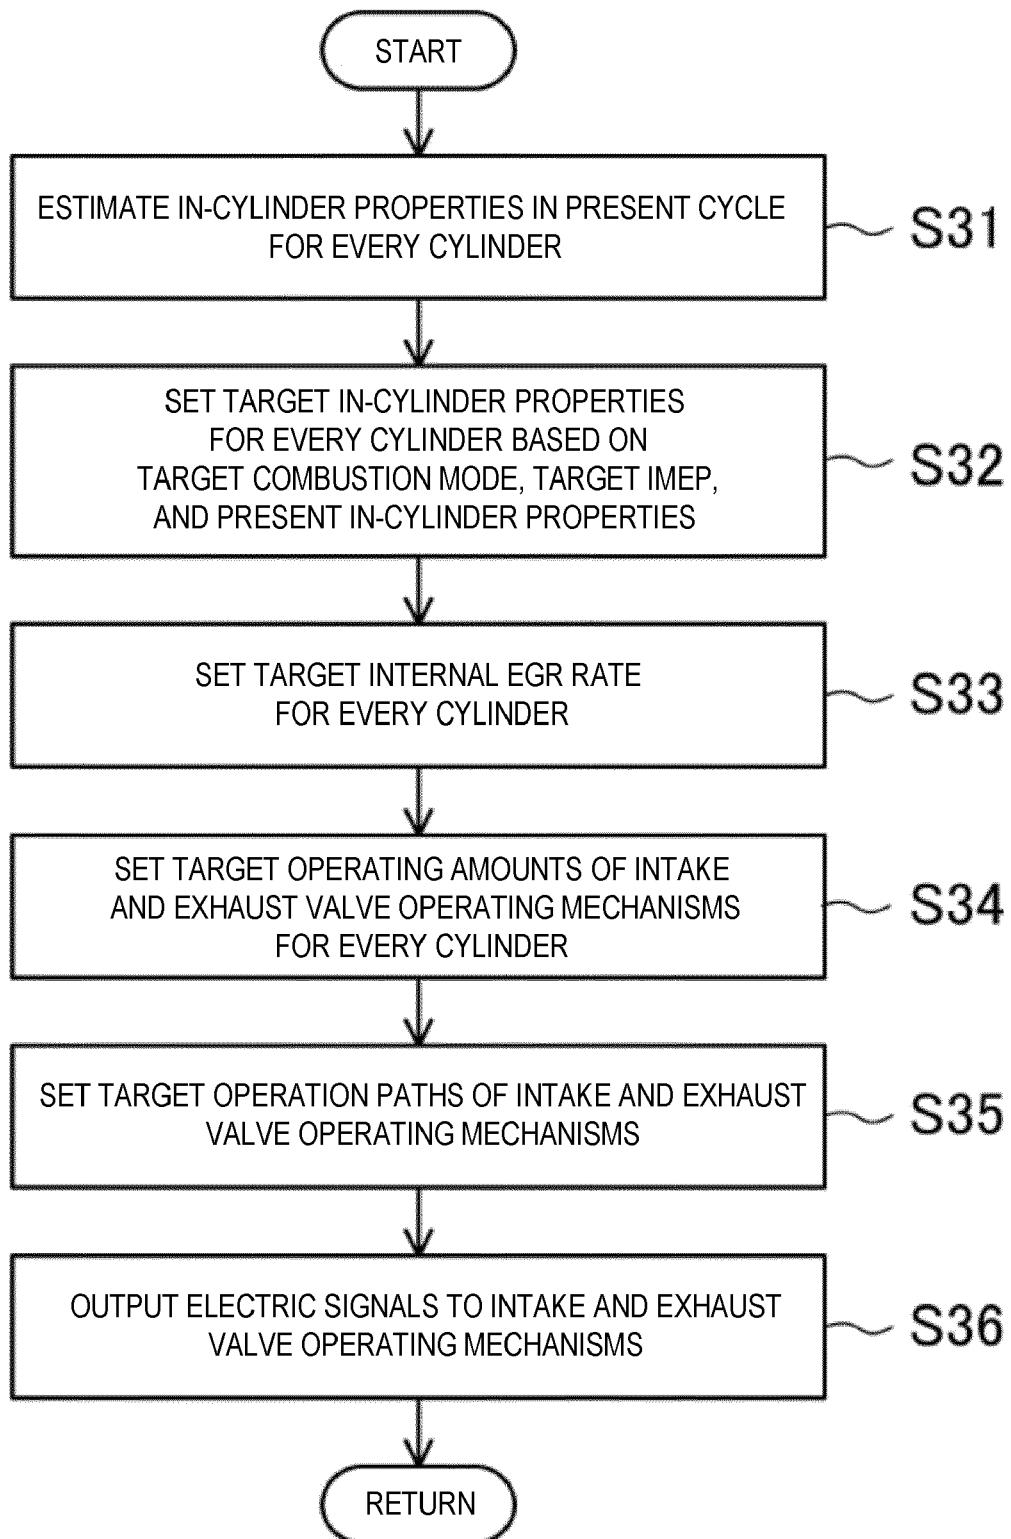 START
ESTIMATE IN-CYLINDER PROPERTIES IN PRESENT CYCLE
FOR EVERY CYLINDER
S31
SET TARGET IN-CYLINDER PROPERTIES
FOR EVERY CYLINDER BASED ON
TARGET COMBUSTION MODE, TARGET IMEP,
AND PRESENT IN-CYLINDER PROPERTIES
S32
SET TARGET INTERNAL EGR RATE
FOR EVERY CYLINDER
S33
SET TARGET OPERATING AMOUNTS OF INTAKE
AND EXHAUST VALVE OPERATING MECHANISMS
FOR EVERY CYLINDER
S34
SET TARGET OPERATION PATHS OF INTAKE AND EXHAUST
VALVE OPERATING MECHANISMS
S35
OUTPUT ELECTRIC SIGNALS TO INTAKE AND EXHAUST
VALVE OPERATING MECHANISMS
S36
RETURN